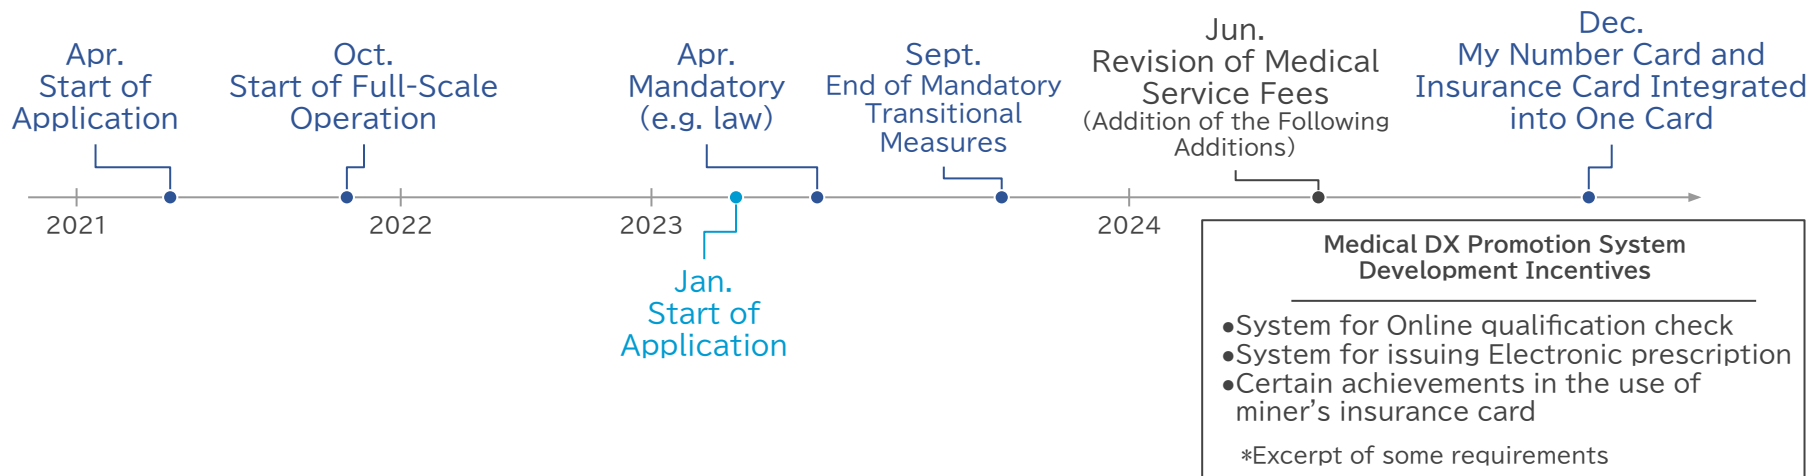 Apr.
Start of
Application
Oct.
Start of Full-Scale
Operation
Apr.
Mandatory
(e.g. law)
Sept.
End of Mandatory
Transitional
Measures
Jun.
Revision of Medical
Service Fees
(Addition of the Following
Additions)
Dec.
My Number Card and
Insurance Card Integrated
into One Card
2021
2022
2023
2024
Jan.
Start of
Application
Medical DX Promotion System
Development Incentives
●System for Online qualification check
●System for issuing Electronic prescription
●Certain achievements in the use of
miner’s insurance card
*Excerpt of some requirements